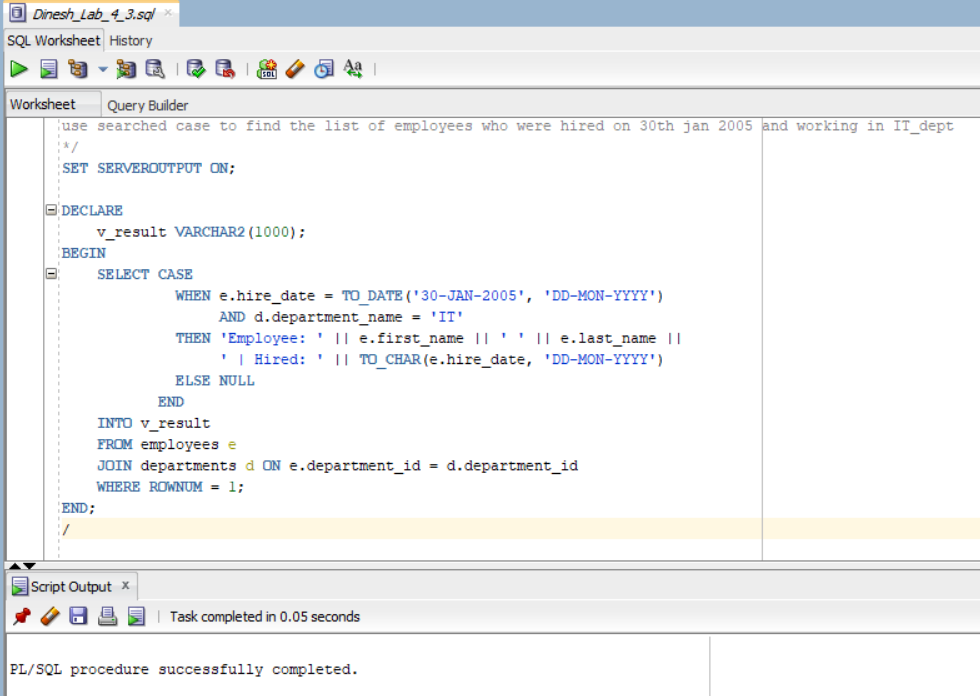 Dinesh_Lab_4_3.sql
SQL Worksheet History
Worksheet Query Builder
use searched case to find the list of employees who were hired on 30th jan 2005 and working in IT_dept
*/
SET SERVEROUTPUT ON;
DECLARE
    v_result VARCHAR2(1000);
BEGIN
    SELECT CASE
             WHEN e.hire_date = TO_DATE('30-JAN-2005', 'DD-MON-YYYY')
                  AND d.department_name = 'IT'
             THEN 'Employee: ' || e.first_name || ' ' || e.last_name ||
                  ' | Hired: ' || TO_CHAR(e.hire_date, 'DD-MON-YYYY')
             ELSE NULL
           END
    INTO v_result
    FROM employees e
    JOIN departments d ON e.department_id = d.department_id
    WHERE ROWNUM = 1;
END;
/
Script Output x
Task completed in 0.05 seconds
PL/SQL procedure successfully completed.